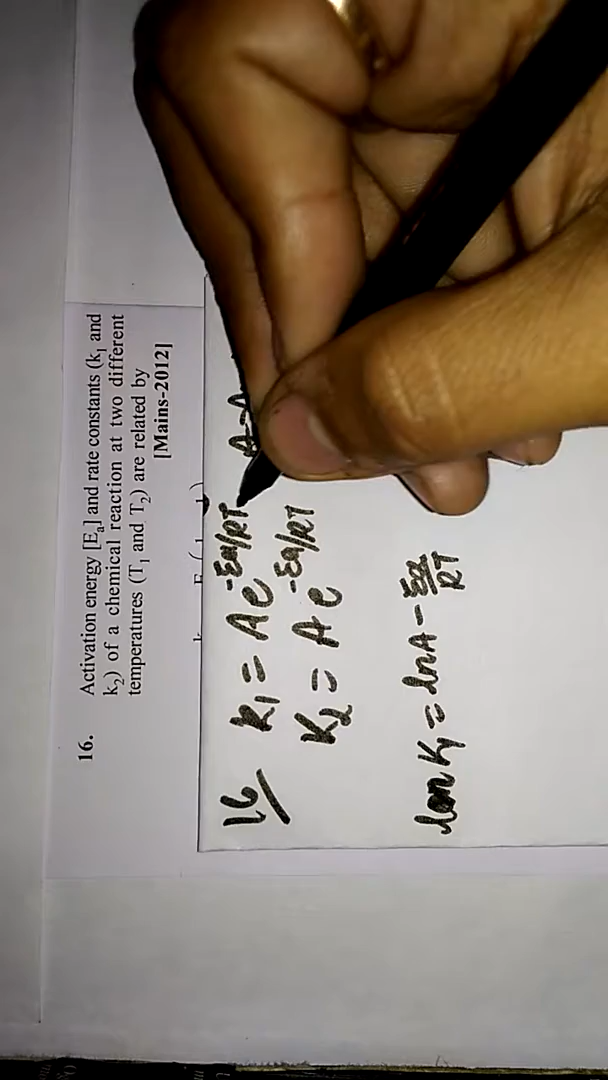 16. Activation energy [Eₐ] and rate constants (k₁ and
k₂) of a chemical reaction at two different
temperatures (T₁ and T₂) are related by
[Mains-2012]
16/ K₁ = Ae^-Ea/RT
K₂ = Ae^-Ea/RT
K₁ = lnA - Ea/RT